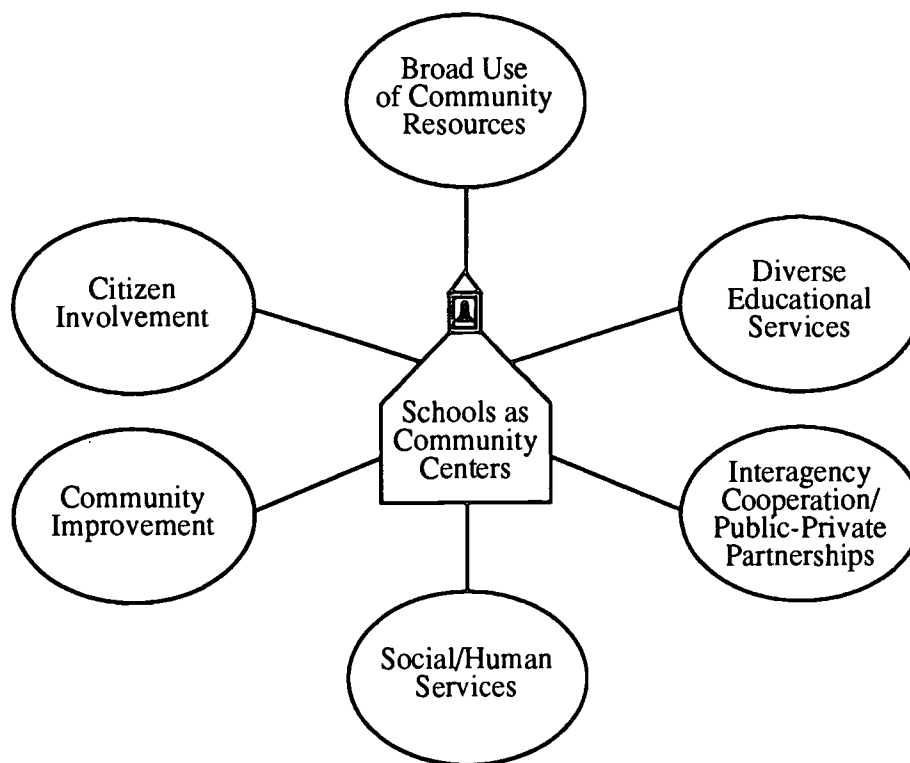 Broad Use
of Community
Resources
Citizen
Involvement
Diverse
Educational
Services
Schools as
Community
Centers
Community
Improvement
Interagency
Cooperation/
Public-Private
Partnerships
Social/Human
Services